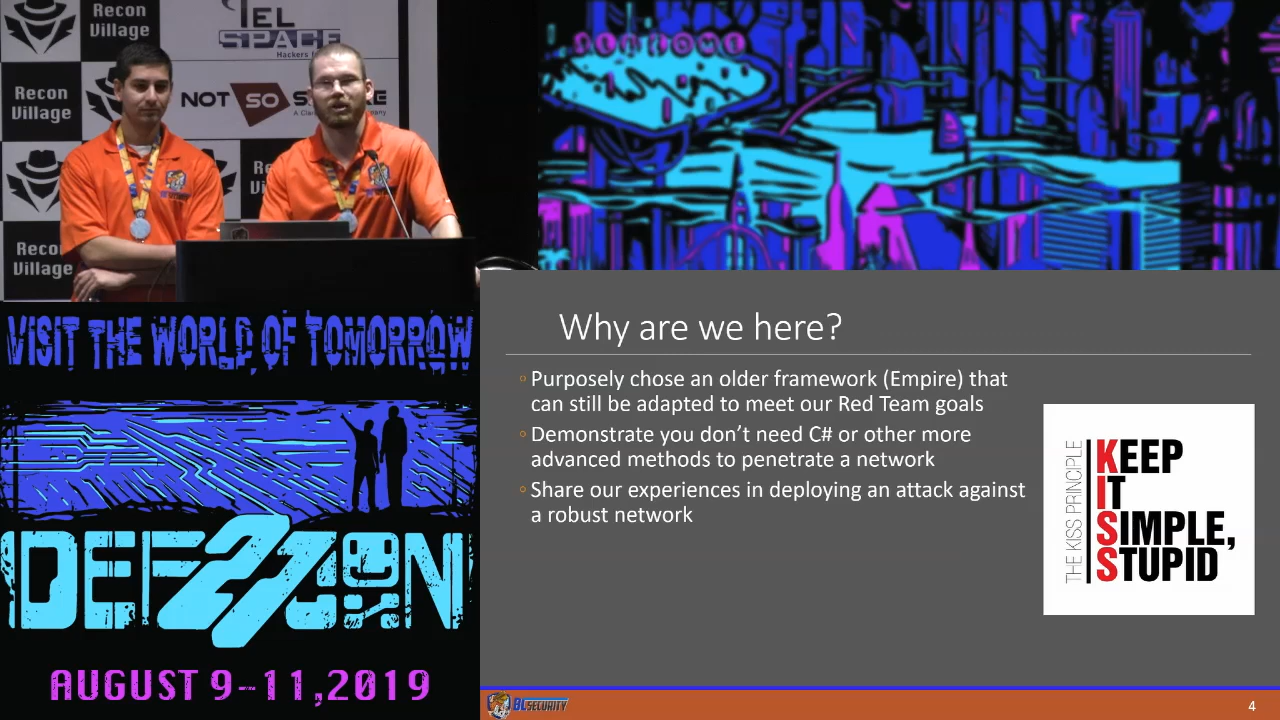 Recon
Village
TEL
SPACE
Hackers
Recon
Village
NOT SO
Recon
Village
WELCOME
VISIT THE WORLD OF TOMORROW
DEF 27 CON
AUGUST 9-11, 2019
Why are we here?
Purposely chose an older framework (Empire) that
can still be adapted to meet our Red Team goals
Demonstrate you don't need C# or other more
advanced methods to penetrate a network
Share our experiences in deploying an attack against
a robust network
THE KISS PRINCIPLE
KEEP
IT
SIMPLE,
STUPID
BC SECURITY
4